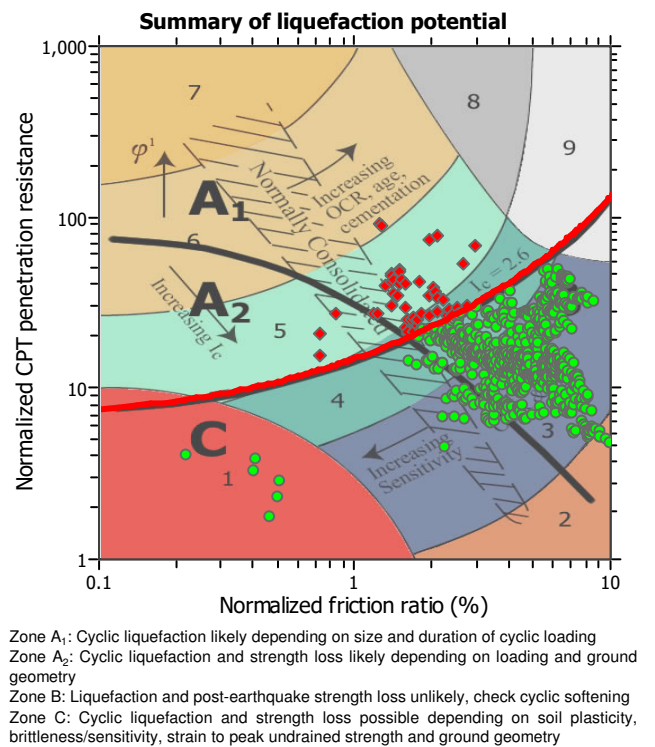 Summary of liquefaction potential
1,000
100
10
1
0.1
1
10
Normalized CPT penetration resistance
Normalized friction ratio (%)
7
8
9
φ¹
A₁
Normally Consolidated
Increasing
OCR, age,
cementation
6
A₂
Increasing Ic
5
Ic = 2.6
4
C
1
Increasing
Sensitivity
3
2
Zone A₁: Cyclic liquefaction likely depending on size and duration of cyclic loading
Zone A₂: Cyclic liquefaction and strength loss likely depending on loading and ground
geometry
Zone B: Liquefaction and post-earthquake strength loss unlikely, check cyclic softening
Zone C: Cyclic liquefaction and strength loss possible depending on soil plasticity,
brittleness/sensitivity, strain to peak undrained strength and ground geometry